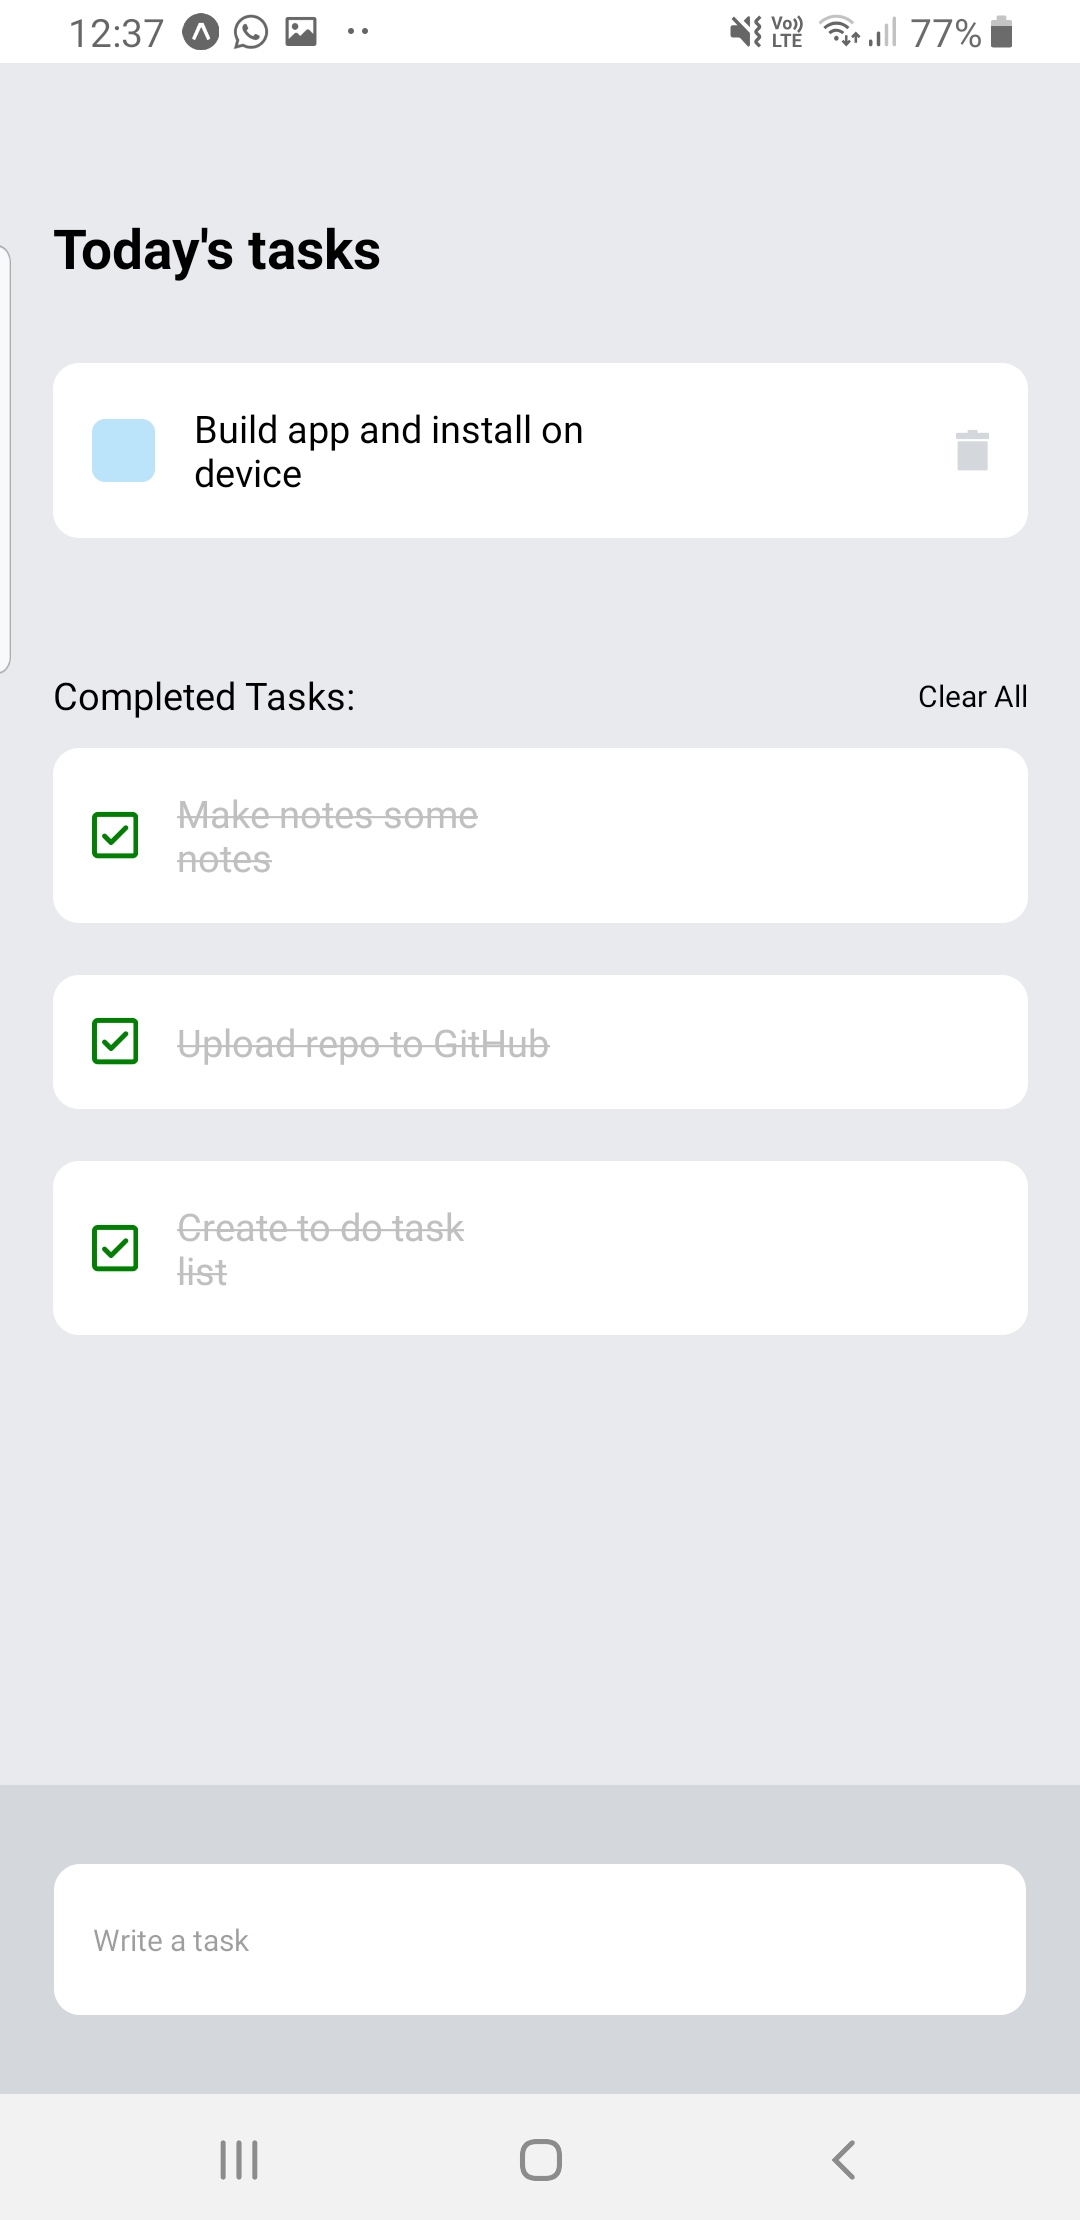 12:37
Vo))
LTE
77%
Today's tasks
Build app and install on
device
Completed Tasks:
Clear All
Make notes some
notes
Upload repo to GitHub
Create to do task
list
Write a task